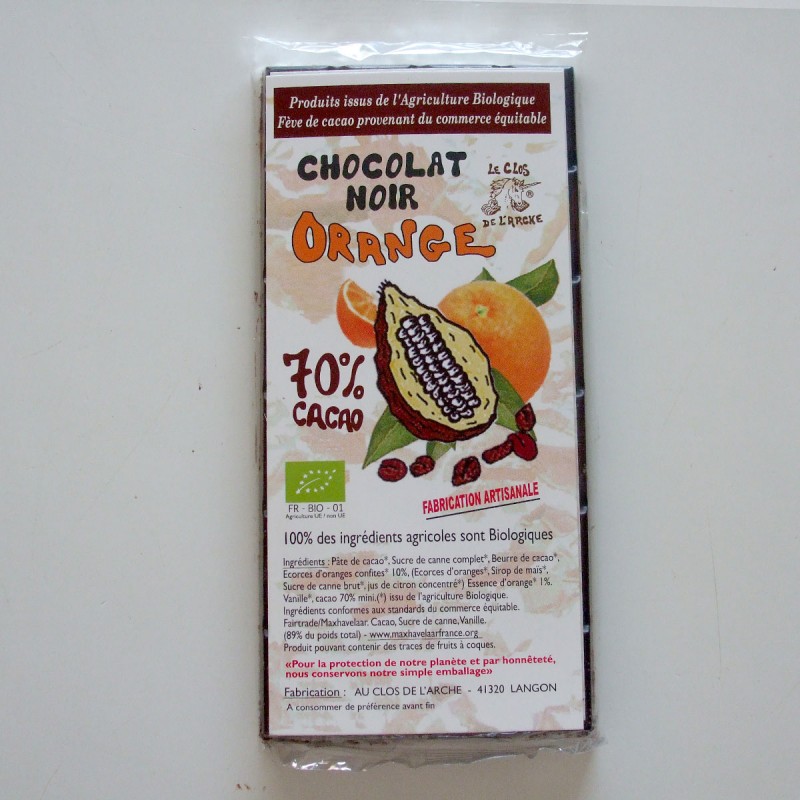 Produits issus de l'Agriculture Biologique
Fève de cacao provenant du commerce équitable
CHOCOLAT
NOIR
ORANGE
LE CLOS
®
DE L'ARCHE
70%
CACAO
FR - BIO - 01
Agriculture UE / non UE
FABRICATION ARTISANALE
100% des ingrédients agricoles sont Biologiques
Ingrédients : Pâte de cacao*, Sucre de canne complet*, Beurre de cacao*,
Ecorces d'oranges confites* 10%, (Ecorces d'oranges*, Sirop de maïs*,
Sucre de canne brut*, jus de citron concentré*) Essence d'orange* 1%.
Vanille*, cacao 70% mini.(*) issu de l'agriculture Biologique.
Ingrédients conformes aux standards du commerce équitable.
Fairtrade/Maxhavelaar. Cacao, Sucre de canne, Vanille.
(89% du poids total) - www.maxhavelaarfrance.org
Produit pouvant contenir des traces de fruits à coques.
«Pour la protection de notre planète et par honnêteté,
nous conservons notre simple emballage»
Fabrication : AU CLOS DE L'ARCHE - 41320 LANGON
A consommer de préférence avant fin